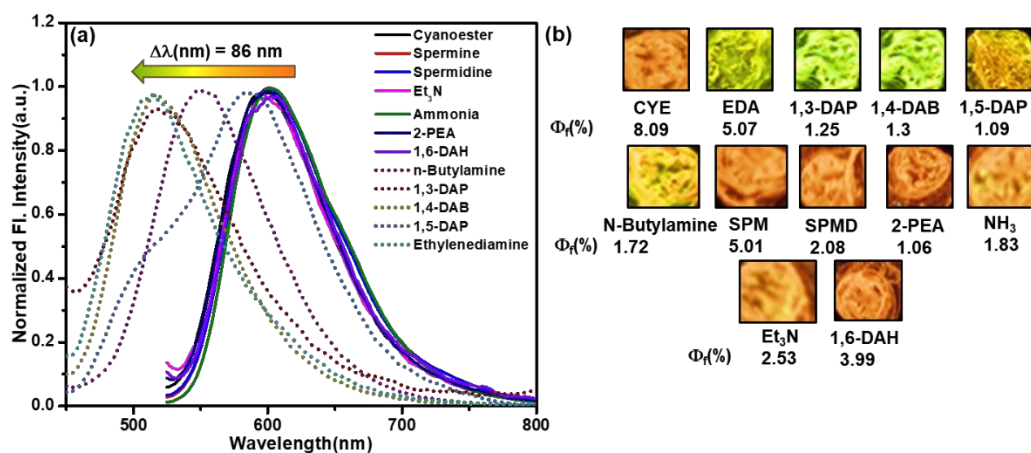 (a)
Δλ(nm) = 86 nm
Normalized Fl. Intensity(a.u.)
1.2
1.0
0.8
0.6
0.4
0.2
0.0
500
600
700
800
Wavelength(nm)
Cyanoester
Spermine
Spermidine
Et₃N
Ammonia
2-PEA
1,6-DAH
n-Butylamine
1,3-DAP
1,4-DAB
1,5-DAP
Ethylenediamine
(b)
CYE EDA 1,3-DAP 1,4-DAB 1,5-DAP
Φf(%) 8.09 5.07 1.25 1.3 1.09
N-Butylamine SPM SPMD 2-PEA NH₃
Φf(%) 1.72 5.01 2.08 1.06 1.83
Et₃N 1,6-DAH
Φf(%) 2.53 3.99